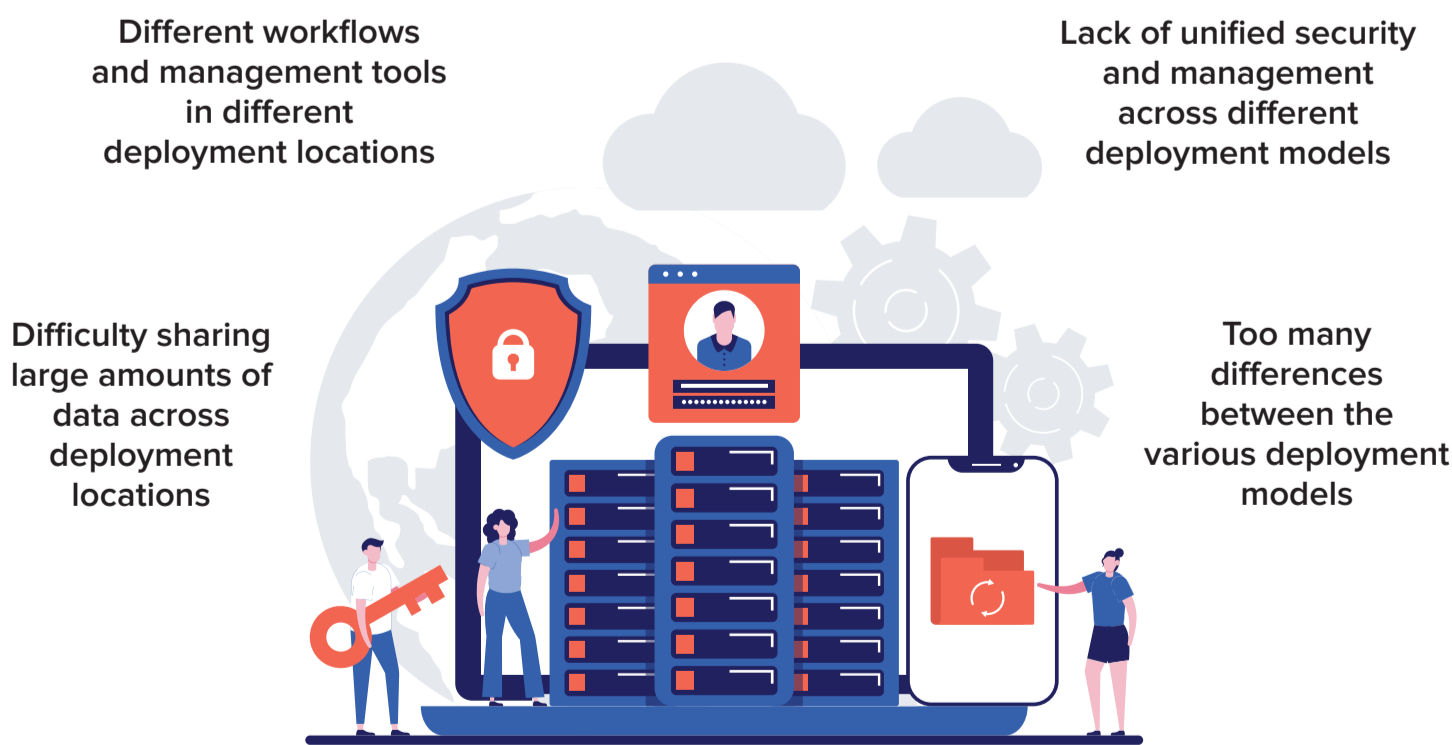 Different workflows
and management tools
in different
deployment locations
Lack of unified security
and management
across different
deployment models
Difficulty sharing
large amounts of
data across
deployment
locations
Too many
differences
between the
various deployment
models